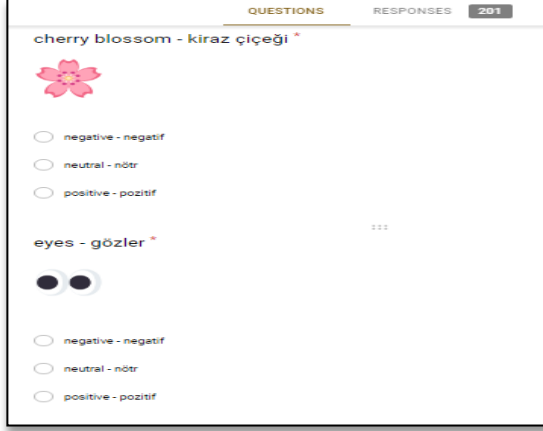 QUESTIONS RESPONSES 201
cherry blossom - kiraz çiçeği *
negative - negatif
neutral - nötr
positive - pozitif
eyes - gözler *
negative - negatif
neutral - nötr
positive - pozitif